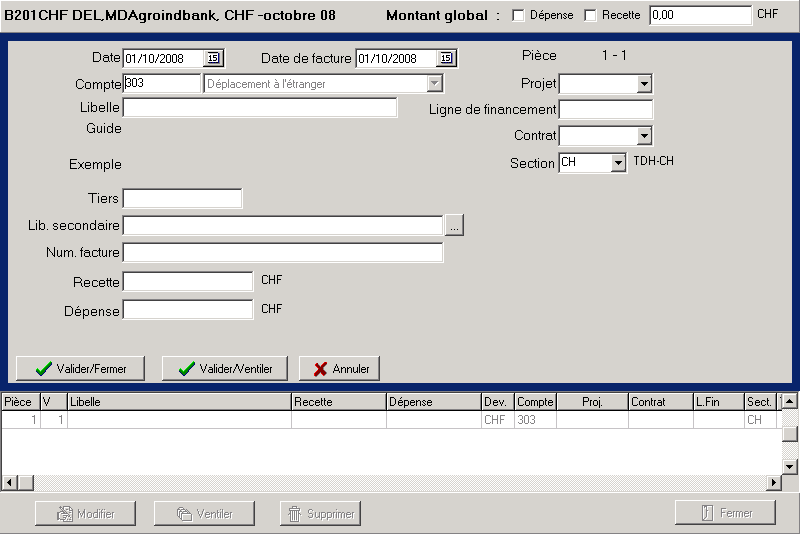 B201CHF DEL,MDAgroindbank, CHF -octobre 08 Montant global : Dépense Recette 0,00 CHF
Date 01/10/2008 15 Date de facture 01/10/2008 15 Pièce 1 - 1
Compte 303 Déplacement à l'étranger Projet
Libelle Ligne de financement
Guide Contrat
Exemple Section CH TDH-CH
Tiers
Lib. secondaire ...
Num. facture
Recette CHF
Dépense CHF
Valider/Fermer Valider/Ventiler Annuler
Pièce V Libelle Recette Dépense Dev. Compte Proj. Contrat L.Fin Sect.
1 1 CHF 303 CH
Modifier Ventiler Supprimer Fermer